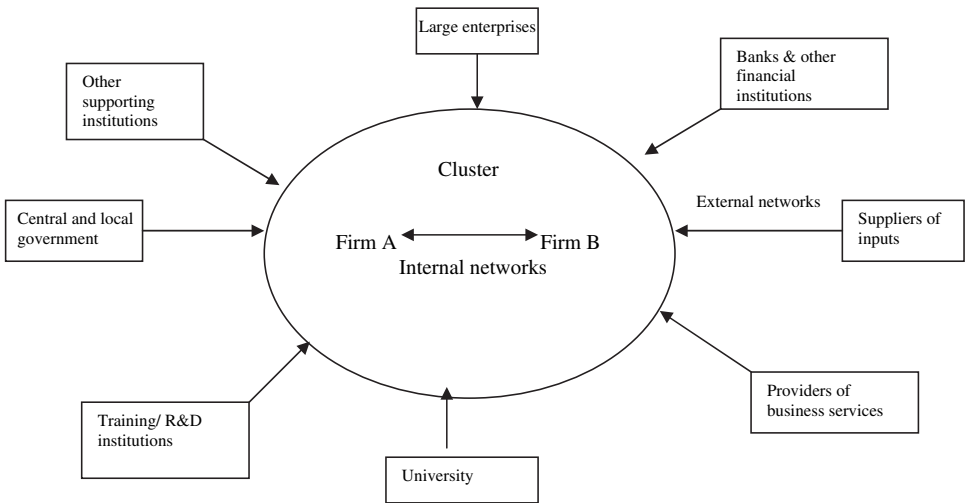 Large enterprises
Banks & other
financial
institutions
Other
supporting
institutions
Cluster
External networks
Central and local
government
Suppliers of
inputs
Firm A
Firm B
Internal networks
Providers of
business services
Training/ R&D
institutions
University